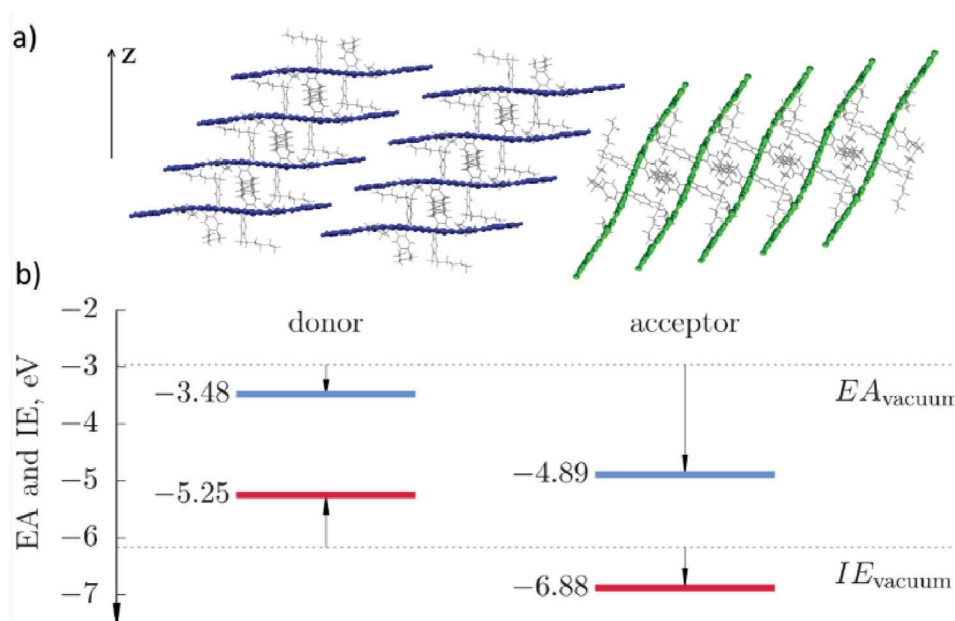 a)
z
b)
donor
acceptor
EA and IE, eV
−2
−3
−4
−5
−6
−7
−3.48
−5.25
−4.89
−6.88
EAvacuum
IEvacuum